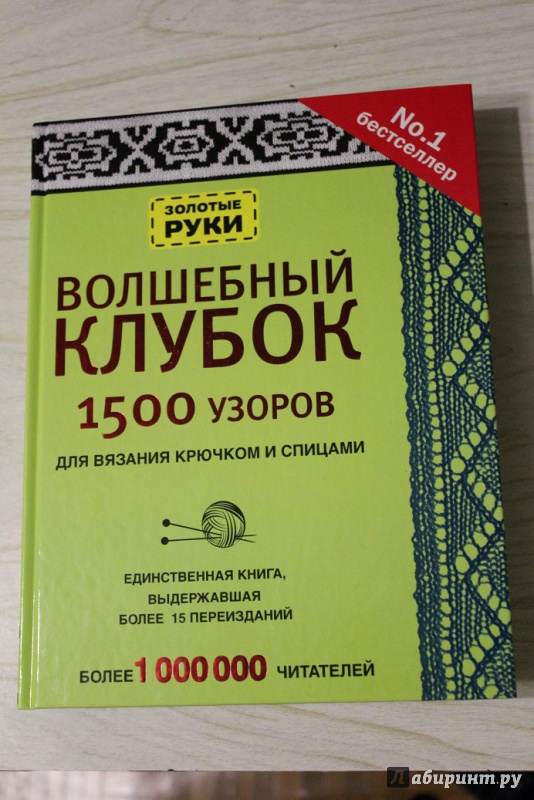 No.1
бестселлер
ЗОЛОТЫЕ
РУКИ
ВОЛШЕБНЫЙ
КЛУБОК
1500 УЗОРОВ
ДЛЯ ВЯЗАНИЯ КРЮЧКОМ И СПИЦАМИ
ЕДИНСТВЕННАЯ КНИГА,
ВЫДЕРЖАВШАЯ
БОЛЕЕ 15 ПЕРЕИЗДАНИЙ
БОЛЕЕ 1 000 000 ЧИТАТЕЛЕЙ
Лабиринт.ру